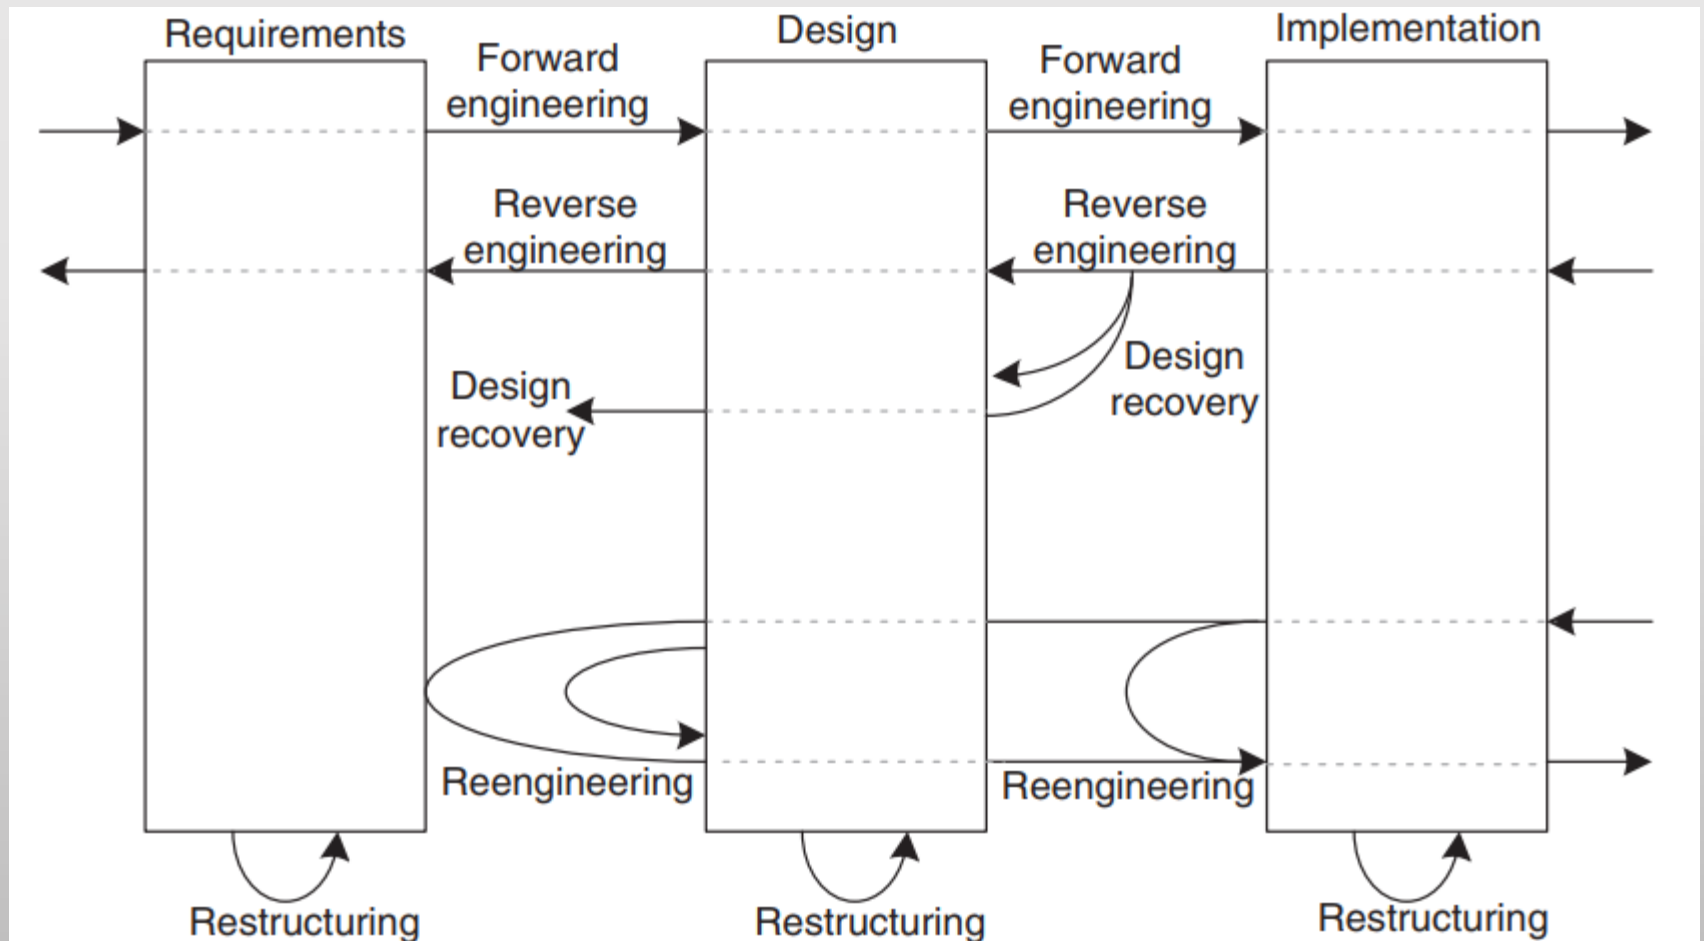 Requirements
Design
Implementation
Forward
engineering
Forward
engineering
Reverse
engineering
Reverse
engineering
Design
recovery
Design
recovery
Reengineering
Reengineering
Restructuring
Restructuring
Restructuring